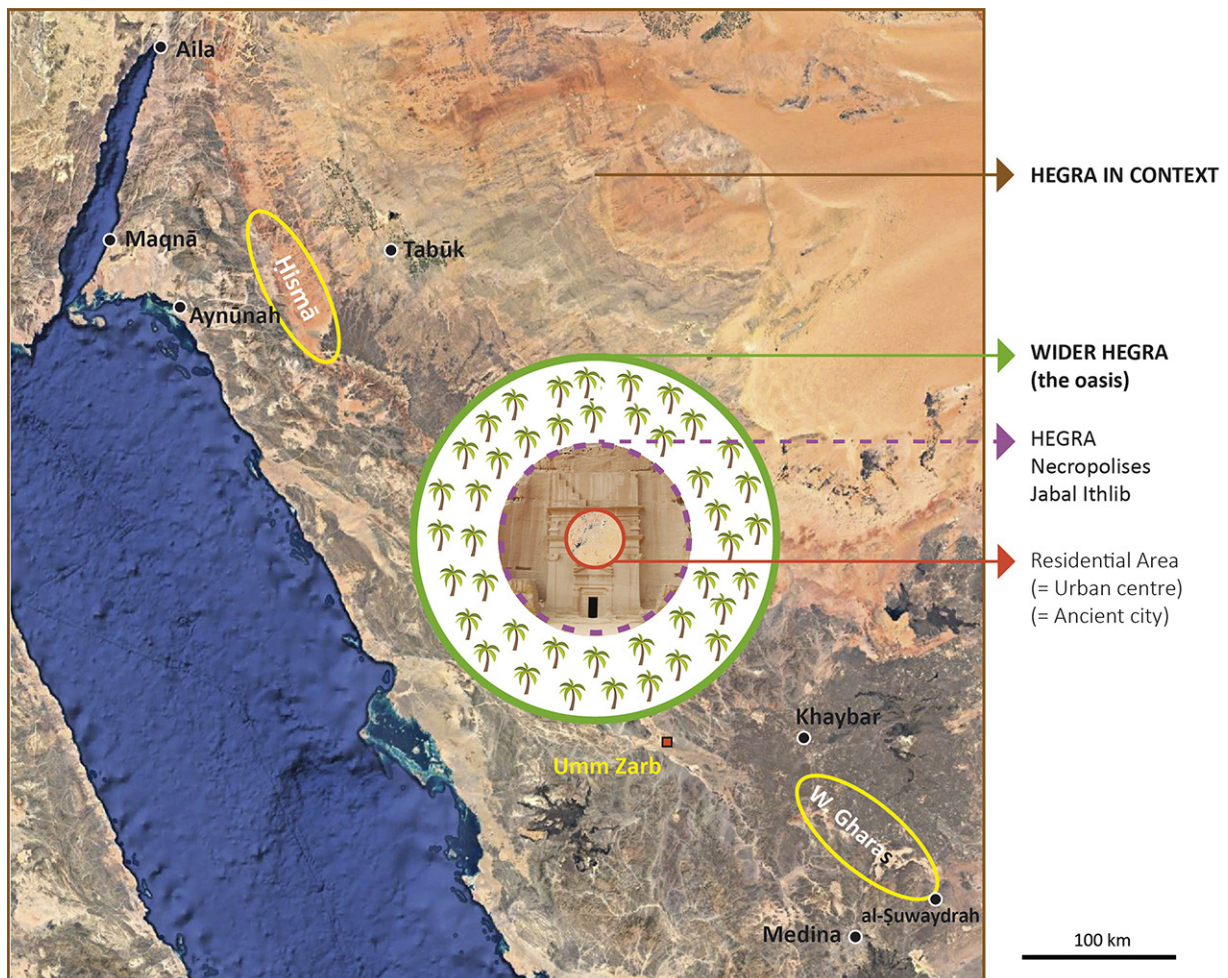 Aila
HEGRA IN CONTEXT
Maqnā
Tabūk
Ḥismā
Aynūnah
WIDER HEGRA
(the oasis)
HEGRA
Necropolises
Jabal Ithlib
Residential Area
(= Urban centre)
(= Ancient city)
Khaybar
Umm Zarb
W. Gharaṣ
al-Ṣuwaydrah
Medina
100 km